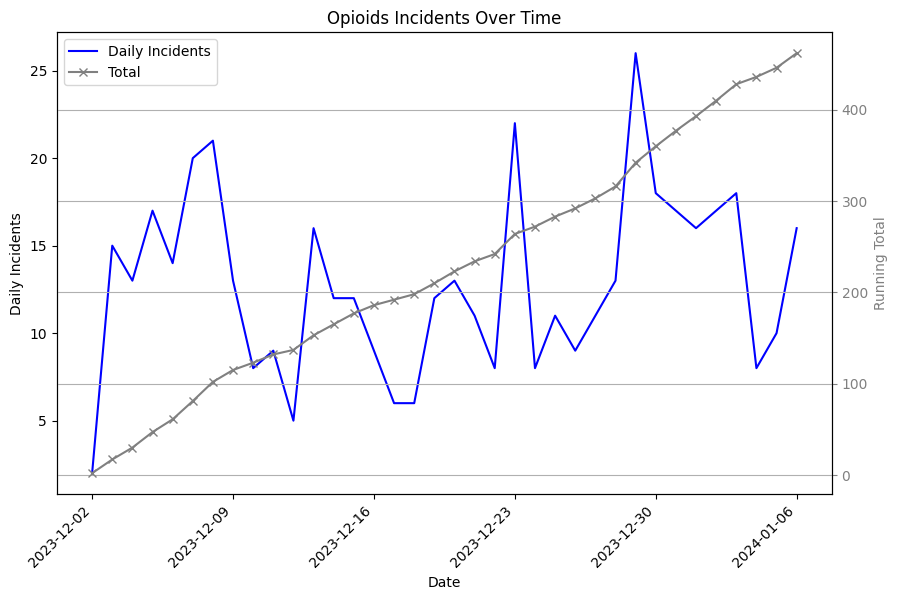 Opioids Incidents Over Time
Daily Incidents
Total
25
20
15
10
5
Daily Incidents
400
300
200
100
0
Running Total
2023-12-02
2023-12-09
2023-12-16
2023-12-23
2023-12-30
2024-01-06
Date